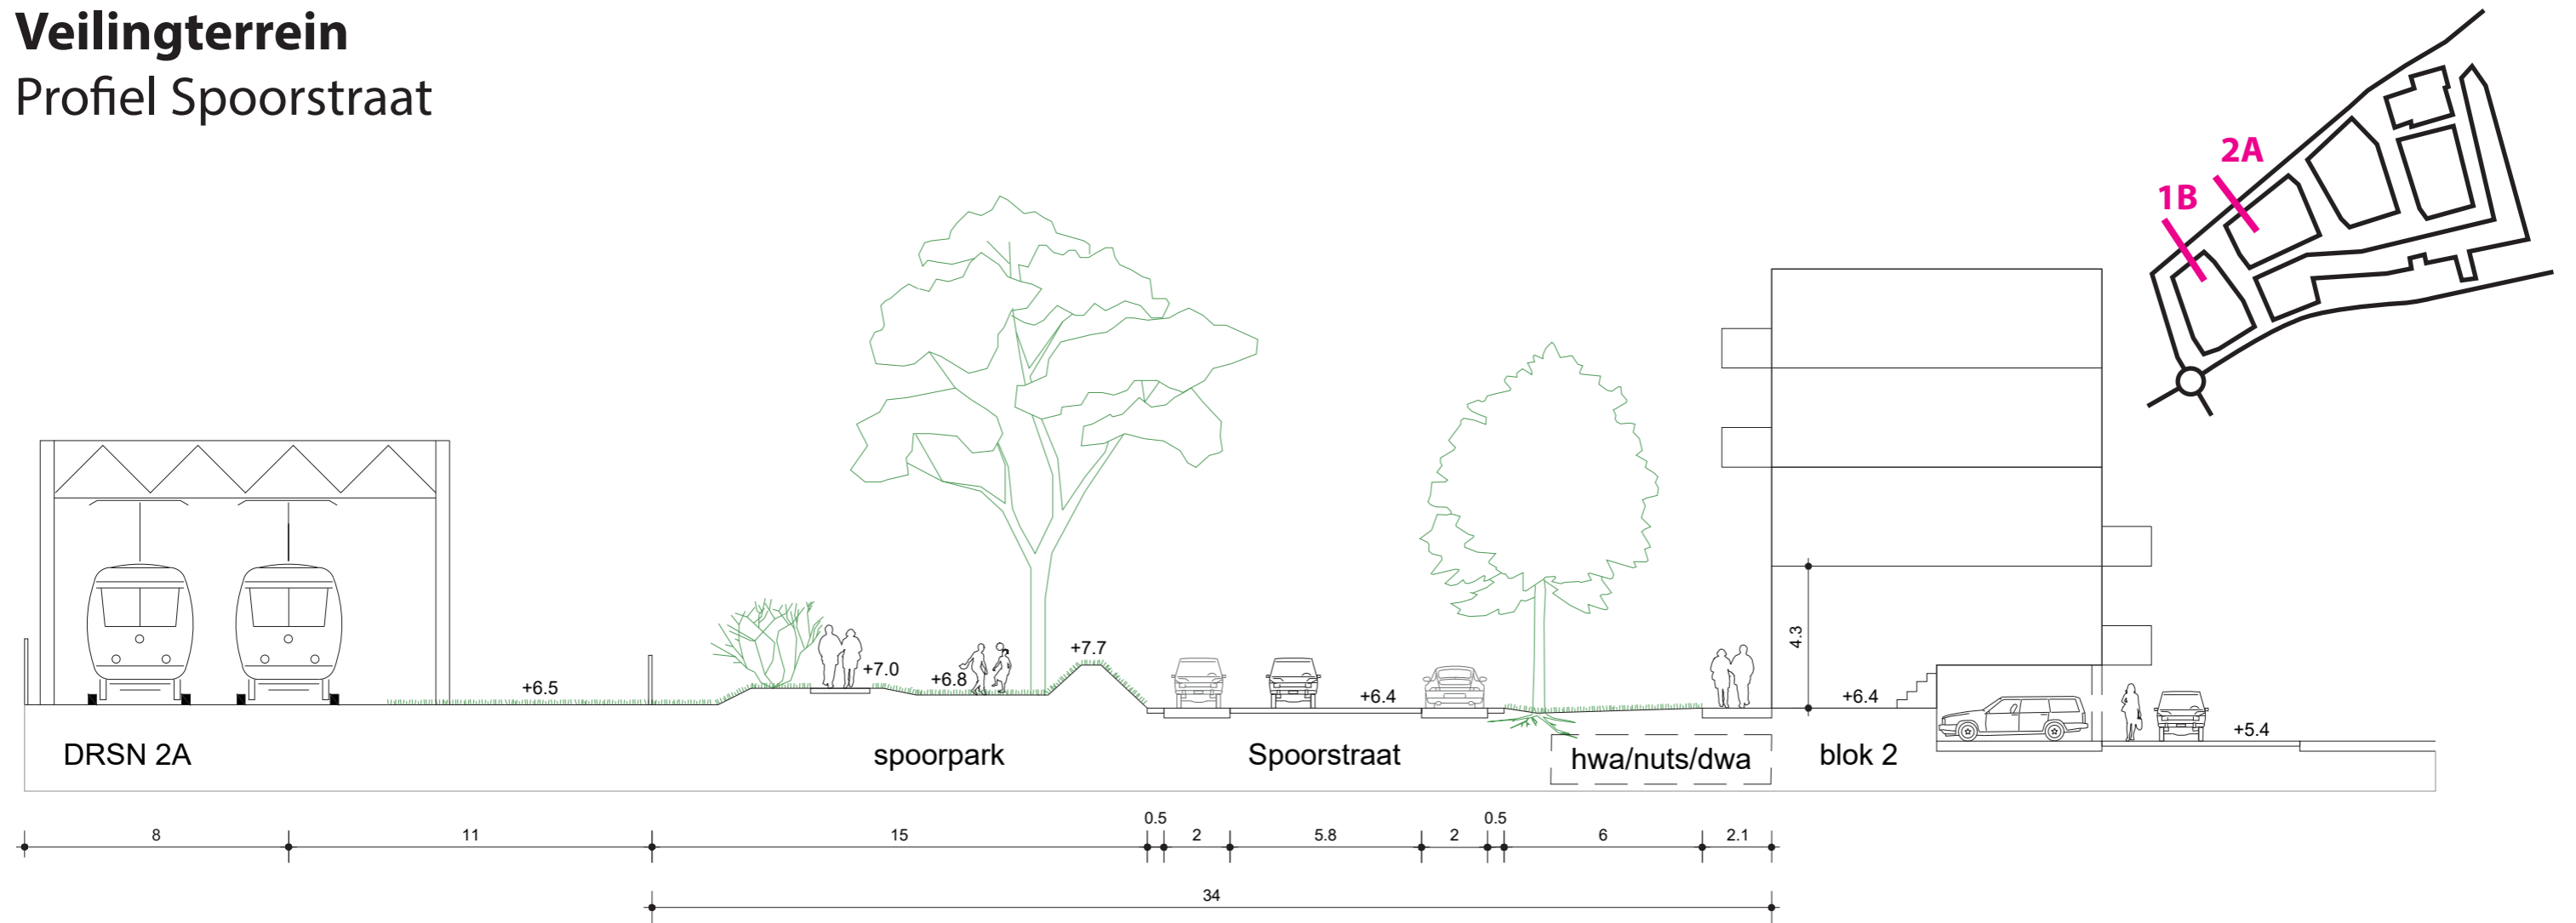 Veilingterrein
Profiel Spoorstraat
2A
1B
4.3
+7.7
+7.0
+6.8
+6.5
+6.4
+6.4
+5.4
DRSN 2A
spoorpark
Spoorstraat
hwa/nuts/dwa
blok 2
8
11
15
0.5
2
5.8
2
0.5
6
2.1
34